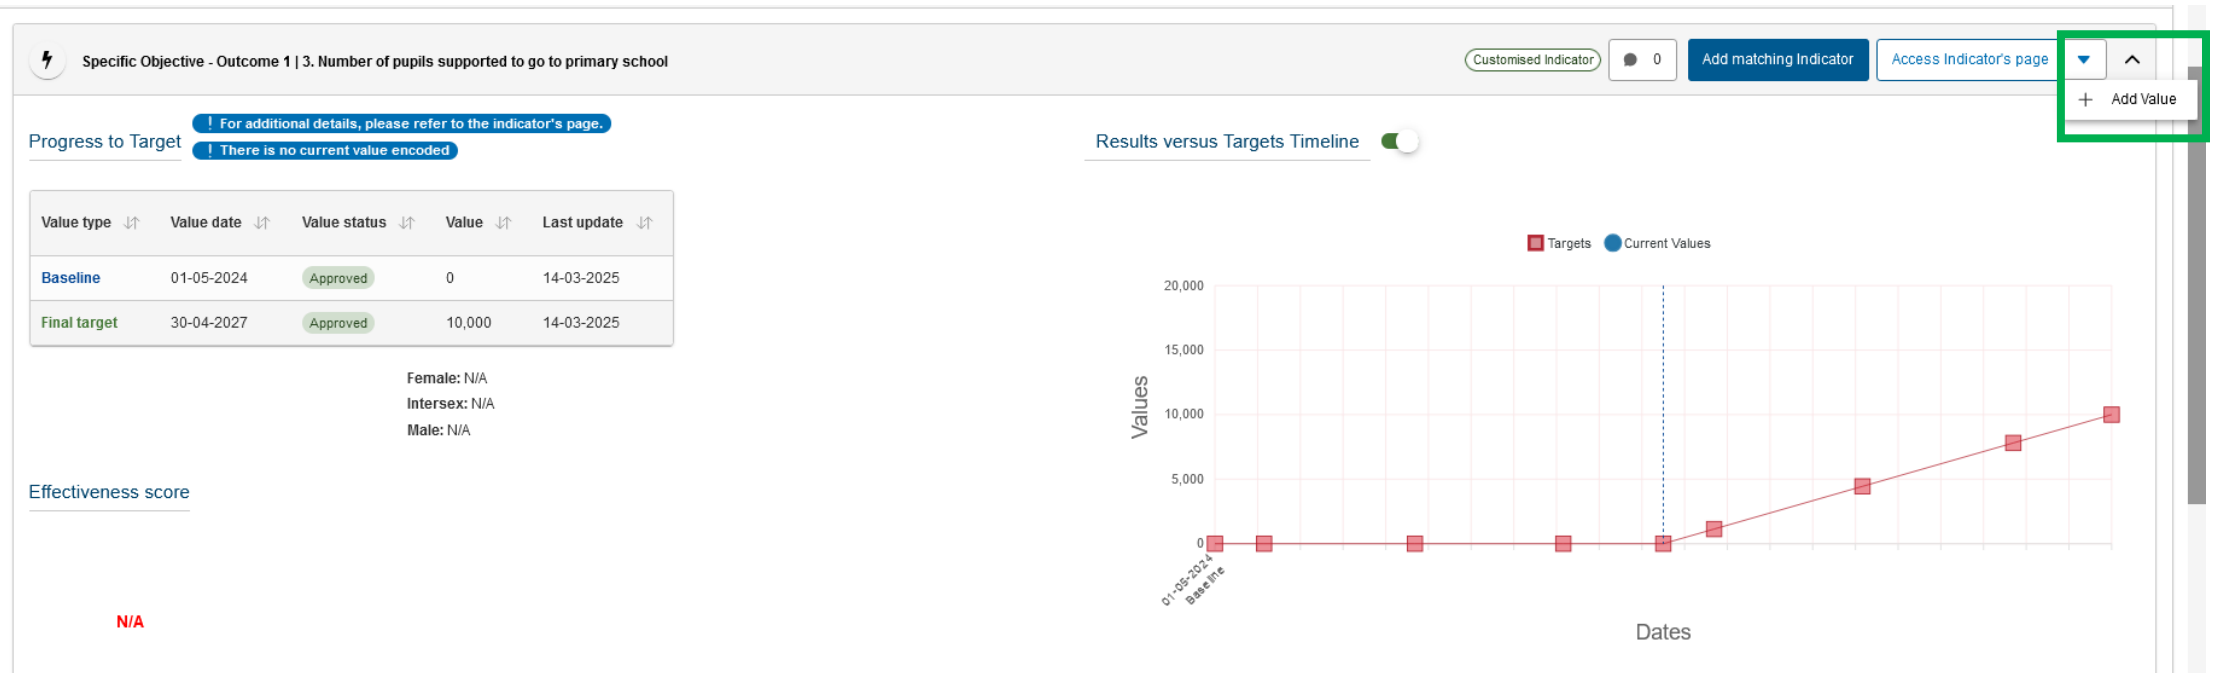 Specific Objective - Outcome 1 | 3. Number of pupils supported to go to primary school
Customised Indicator
0
Add matching Indicator
Access Indicator's page
+ Add Value
Progress to Target
! For additional details, please refer to the indicator's page.
! There is no current value encoded
Results versus Targets Timeline
Value type Value date Value status Value Last update
Baseline 01-05-2024 Approved 0 14-03-2025
Final target 30-04-2027 Approved 10,000 14-03-2025
Female: N/A
Intersex: N/A
Male: N/A
Effectiveness score
N/A
Targets Current Values
20,000
15,000
10,000
5,000
0
Values
01-05-2024
Baseline
Dates